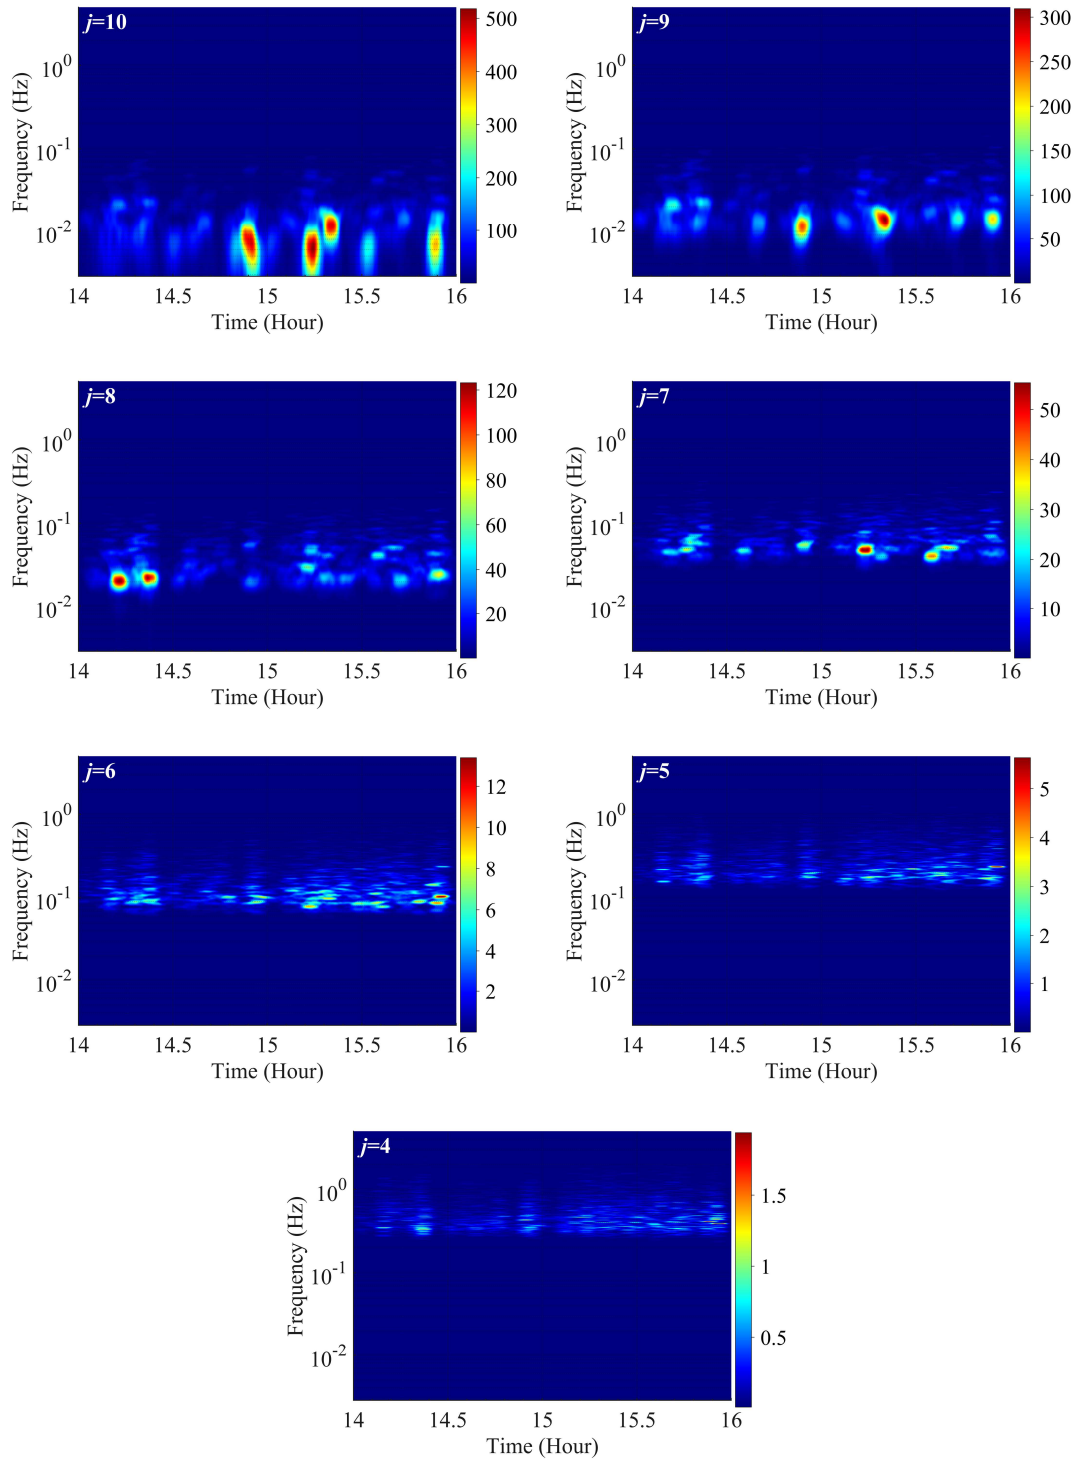 j=10
Frequency (Hz)
10^0
10^-1
10^-2
14 14.5 15 15.5 16
Time (Hour)
500
400
300
200
100
j=9
Frequency (Hz)
10^0
10^-1
10^-2
14 14.5 15 15.5 16
Time (Hour)
300
250
200
150
100
50
j=8
Frequency (Hz)
10^0
10^-1
10^-2
14 14.5 15 15.5 16
Time (Hour)
120
100
80
60
40
20
j=7
Frequency (Hz)
10^0
10^-1
10^-2
14 14.5 15 15.5 16
Time (Hour)
50
40
30
20
10
j=6
Frequency (Hz)
10^0
10^-1
10^-2
14 14.5 15 15.5 16
Time (Hour)
12
10
8
6
4
2
j=5
Frequency (Hz)
10^0
10^-1
10^-2
14 14.5 15 15.5 16
Time (Hour)
5
4
3
2
1
j=4
Frequency (Hz)
10^0
10^-1
10^-2
14 14.5 15 15.5 16
Time (Hour)
1.5
1
0.5